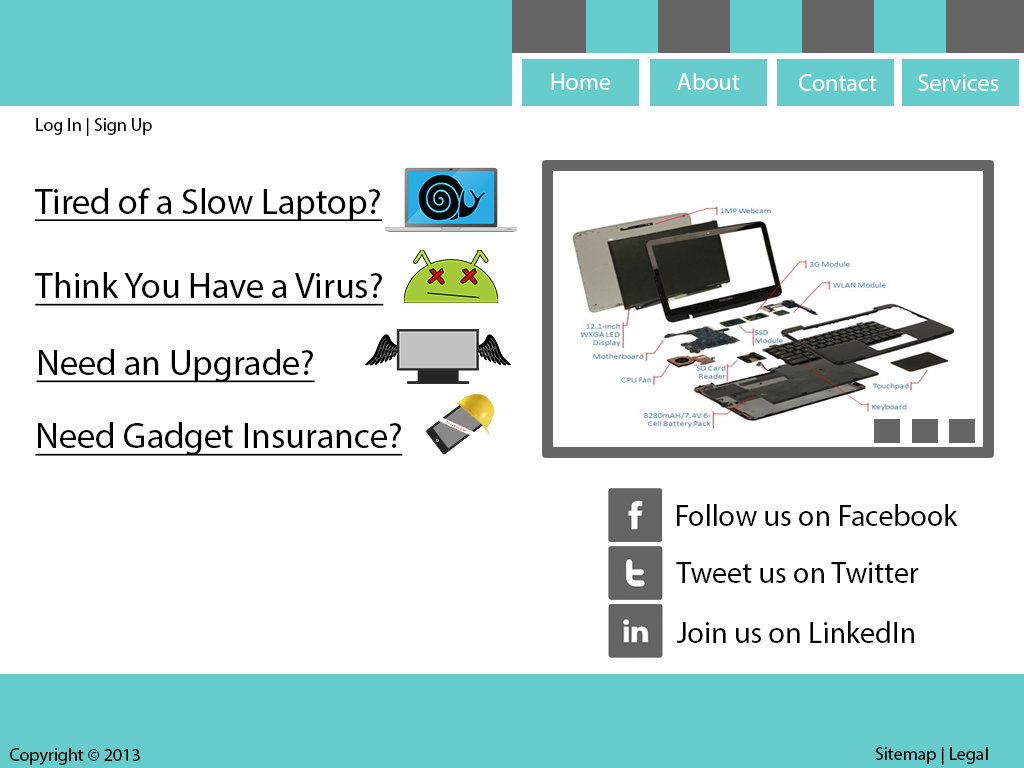 Home
About
Contact
Services
Log In | Sign Up
Tired of a Slow Laptop?
Think You Have a Virus?
Need an Upgrade?
Need Gadget Insurance?
1MP Webcam
3G Module
WLAN Module
12.1-inch
WXGA LED
Display
SSD
Module
Motherboard
SD Card
Reader
CPU Fan
Touchpad
Keyboard
8280mAH/7.4V 6-
Cell Battery Pack
f
Follow us on Facebook
t
Tweet us on Twitter
in
Join us on LinkedIn
Copyright © 2013
Sitemap | Legal